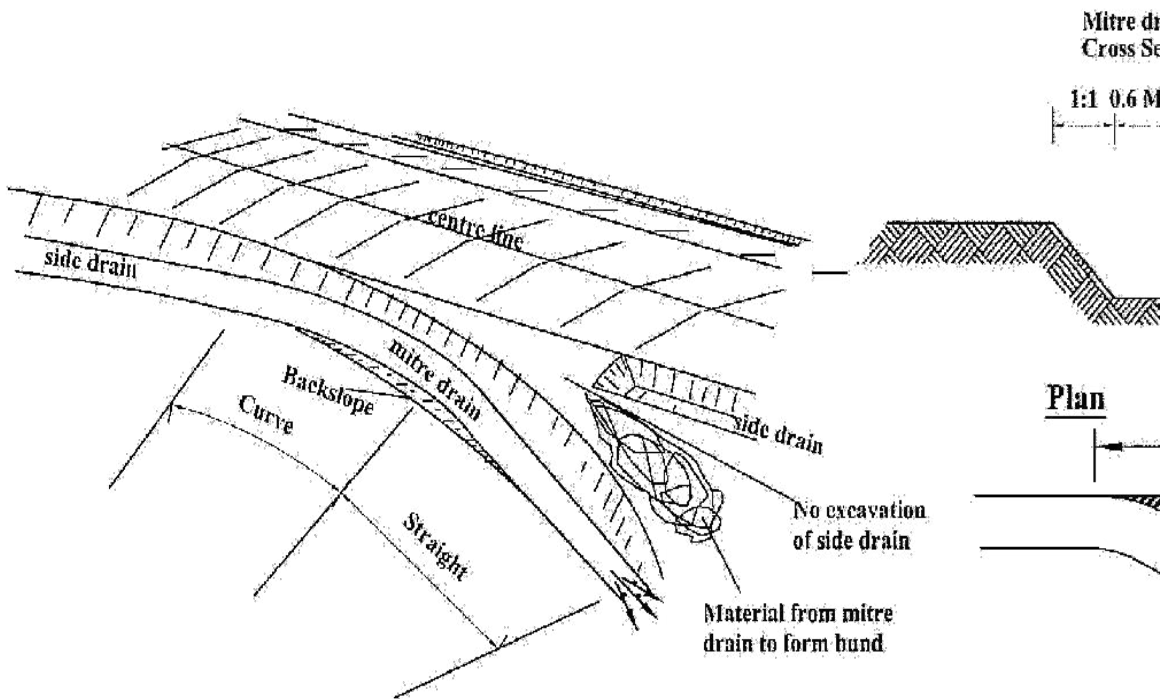 Mitre dr
Cross Se
1:1 0.6 M
centre line
side drain
mitre drain
Backslope
Curve
side drain
Plan
Straight
No excavation
of side drain
Material from mitre
drain to form bund